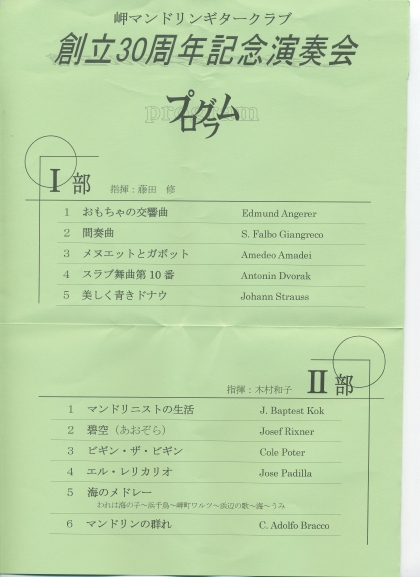 岬マンドリンギタークラブ
創立30周年記念演奏会
program
プログラム
I 部 指揮:藤田 修
1 おもちゃの交響曲 Edmund Angerer
2 間奏曲 S. Falbo Giangreco
3 メヌエットとガボット Amedeo Amadei
4 スラブ舞曲第10番 Antonin Dvorak
5 美しく青きドナウ Johann Strauss
指揮:木村和子 II 部
1 マンドリニストの生活 J. Baptest Kok
2 碧空(あおぞら) Josef Rixner
3 ビギン・ザ・ビギン Cole Poter
4 エル・レリカリオ Jose Padilla
5 海のメドレー
われは海の子~浜千鳥~岬町ワルツ~浜辺の歌~海~うみ
6 マンドリンの群れ C. Adolfo Bracco